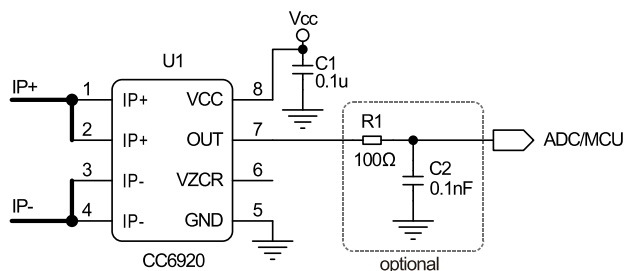 Vcc
U1
C1
0.1u
IP+
1
IP+
VCC
8
2
IP+
OUT
7
R1
100Ω
ADC/MCU
3
IP-
VZCR
6
C2
0.1nF
IP-
4
IP-
GND
5
CC6920
optional